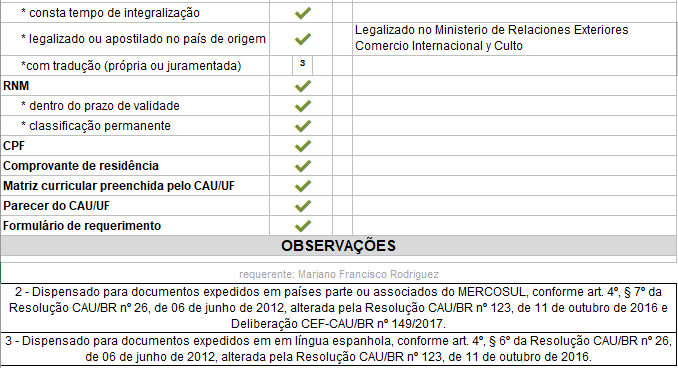 * consta tempo de integralização
* legalizado ou apostilado no país de origem
Legalizado no Ministerio de Relaciones Exteriores
Comercio Internacional y Culto
*com tradução (própria ou juramentada)
3
RNM
* dentro do prazo de validade
* classificação permanente
CPF
Comprovante de residência
Matriz curricular preenchida pelo CAU/UF
Parecer do CAU/UF
Formulário de requerimento
OBSERVAÇÕES
requerente: Mariano Francisco Rodriguez
2 - Dispensado para documentos expedidos em países parte ou associados do MERCOSUL, conforme art. 4º, § 7º da
Resolução CAU/BR nº 26, de 06 de junho de 2012, alterada pela Resolução CAU/BR nº 123, de 11 de outubro de 2016 e
Deliberação CEF-CAU/BR nº 149/2017.
3 - Dispensado para documentos expedidos em em língua espanhola, conforme art. 4º, § 6º da Resolução CAU/BR nº 26,
de 06 de junho de 2012, alterada pela Resolução CAU/BR nº 123, de 11 de outubro de 2016.